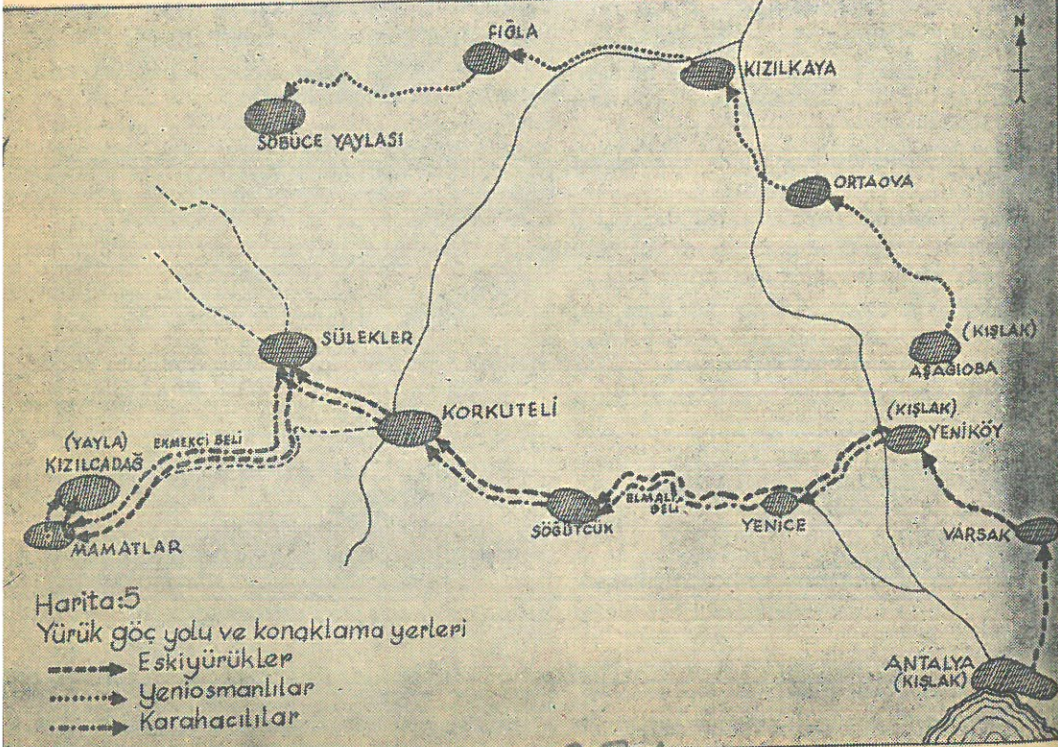 N
FIĞLA
KIZILKAYA
SÖBÜCE YAYLASI
ORTAOVA
(KIŞLAK)
AŞAĞIOBA
SÜLEKLER
KORKUTELİ
(KIŞLAK)
YENİKÖY
(YAYLA)
KIZILCADAĞ
EKMEKCİ BELİ
MAMATLAR
SÖĞÜTCÜK
ELMALI
BELİ
YENİCE
VARSAK
ANTALYA
(KIŞLAK)
Harita:5
Yürük göç yolu ve konaklama yerleri
Eskiyürükler
Yeniosmanlılar
Karahacılılar